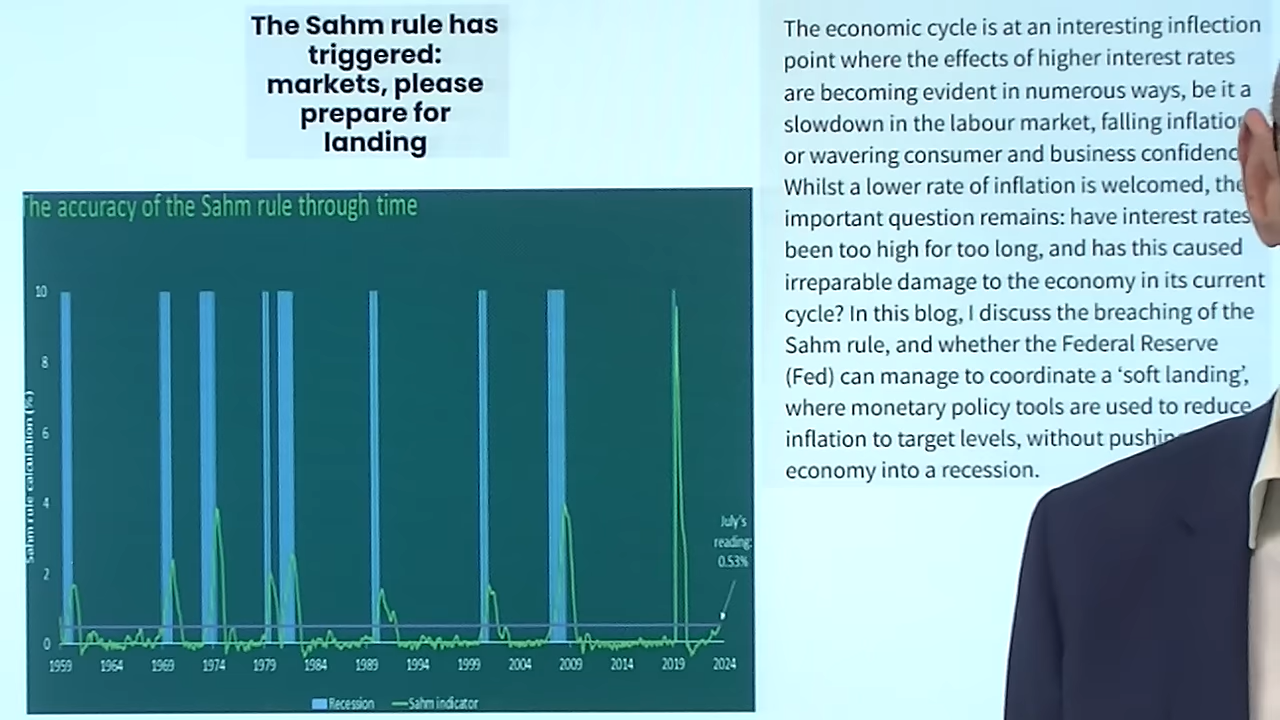 The Sahm rule has
triggered:
markets, please
prepare for
landing
The accuracy of the Sahm rule through time
10
8
6
4
2
0
Sahm rule calculation (%)
July's
reading:
0.53%
1959 1964 1969 1974 1979 1984 1989 1994 1999 2004 2009 2014 2019 2024
Recession Sahm indicator
The economic cycle is at an interesting inflection
point where the effects of higher interest rates
are becoming evident in numerous ways, be it a
slowdown in the labour market, falling inflation
or wavering consumer and business confidenc
Whilst a lower rate of inflation is welcomed, the
important question remains: have interest rates
been too high for too long, and has this caused
irreparable damage to the economy in its current
cycle? In this blog, I discuss the breaching of the
Sahm rule, and whether the Federal Reserve
(Fed) can manage to coordinate a ‘soft landing’,
where monetary policy tools are used to reduce
inflation to target levels, without pushin
economy into a recession.